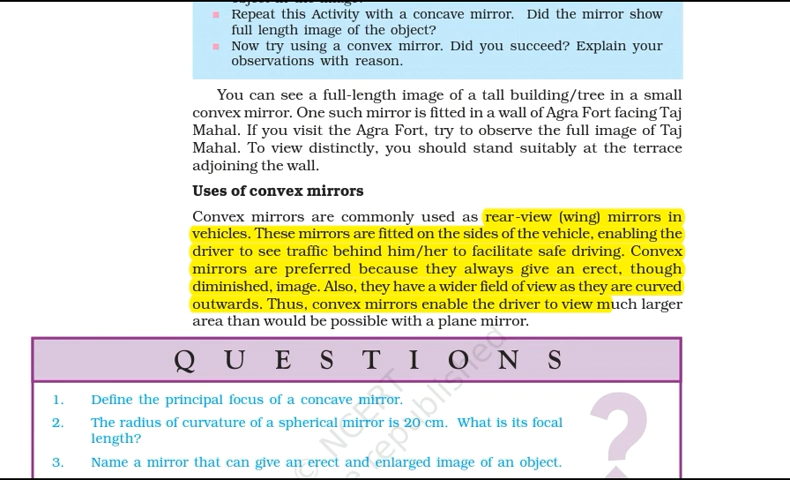 Repeat this Activity with a concave mirror. Did the mirror show
full length image of the object?
Now try using a convex mirror. Did you succeed? Explain your
observations with reason.
You can see a full-length image of a tall building/tree in a small
convex mirror. One such mirror is fitted in a wall of Agra Fort facing Taj
Mahal. If you visit the Agra Fort, try to observe the full image of Taj
Mahal. To view distinctly, you should stand suitably at the terrace
adjoining the wall.
Uses of convex mirrors
Convex mirrors are commonly used as rear-view (wing) mirrors in
vehicles. These mirrors are fitted on the sides of the vehicle, enabling the
driver to see traffic behind him/her to facilitate safe driving. Convex
mirrors are preferred because they always give an erect, though
diminished, image. Also, they have a wider field of view as they are curved
outwards. Thus, convex mirrors enable the driver to view much larger
area than would be possible with a plane mirror.
QUESTIONS
1. Define the principal focus of a concave mirror.
2. The radius of curvature of a spherical mirror is 20 cm. What is its focal
length?
3. Name a mirror that can give an erect and enlarged image of an object.
?
© NCERT
republished